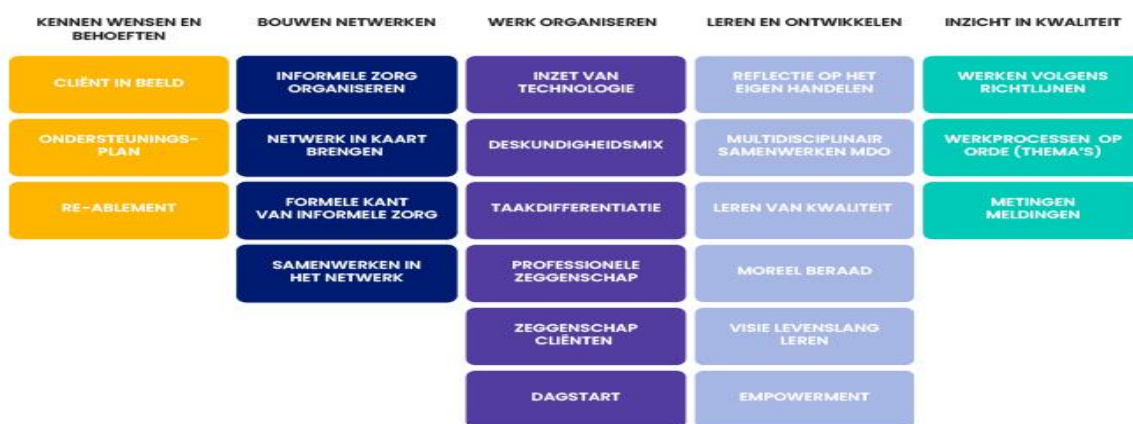 KENNEN WENSEN EN
BEHOEFTEN
CLIËNT IN BEELD
ONDERSTEUNINGS-
PLAN
RE-ABLEMENT
BOUWEN NETWERKEN
INFORMELE ZORG
ORGANISEREN
NETWERK IN KAART
BRENGEN
FORMELE KANT
VAN INFORMELE ZORG
SAMENWERKEN IN
HET NETWERK
WERK ORGANISEREN
INZET VAN
TECHNOLOGIE
DESKUNDIGHEIDSMIX
TAAKDIFFERENTIATIE
PROFESSIONELE
ZEGGENSCHAP
ZEGGENSCHAP
CLIËNTEN
DAGSTART
LEREN EN ONTWIKKELEN
REFLECTIE OP HET
EIGEN HANDELEN
MULTIDISCIPLINAIR
SAMENWERKEN MDO
LEREN VAN KWALITEIT
MOREEL BERAAD
VISIE LEVENSLANG
LEREN
EMPOWERMENT
INZICHT IN KWALITEIT
WERKEN VOLGENS
RICHTLIJNEN
WERKPROCESSEN OP
ORDE (THEMA'S)
METINGEN
MELDINGEN